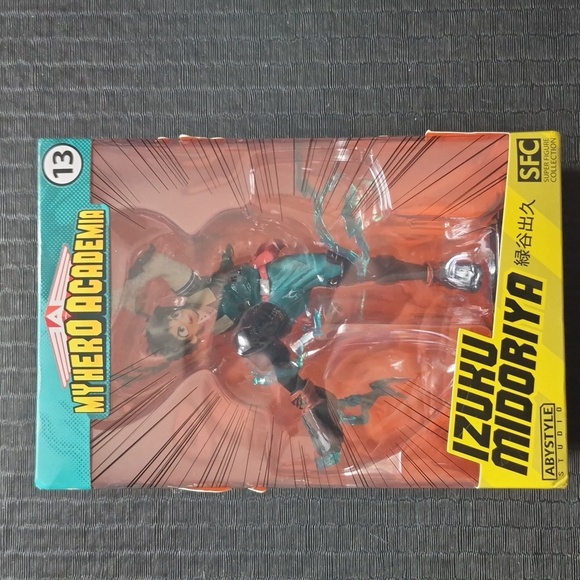 13
A
MY HERO ACADEMIA
SFC
SUPER FIGURE
COLLECTION
緑谷出久
IZUKU
MIDORIYA
ABYSTYLE
STUDIO